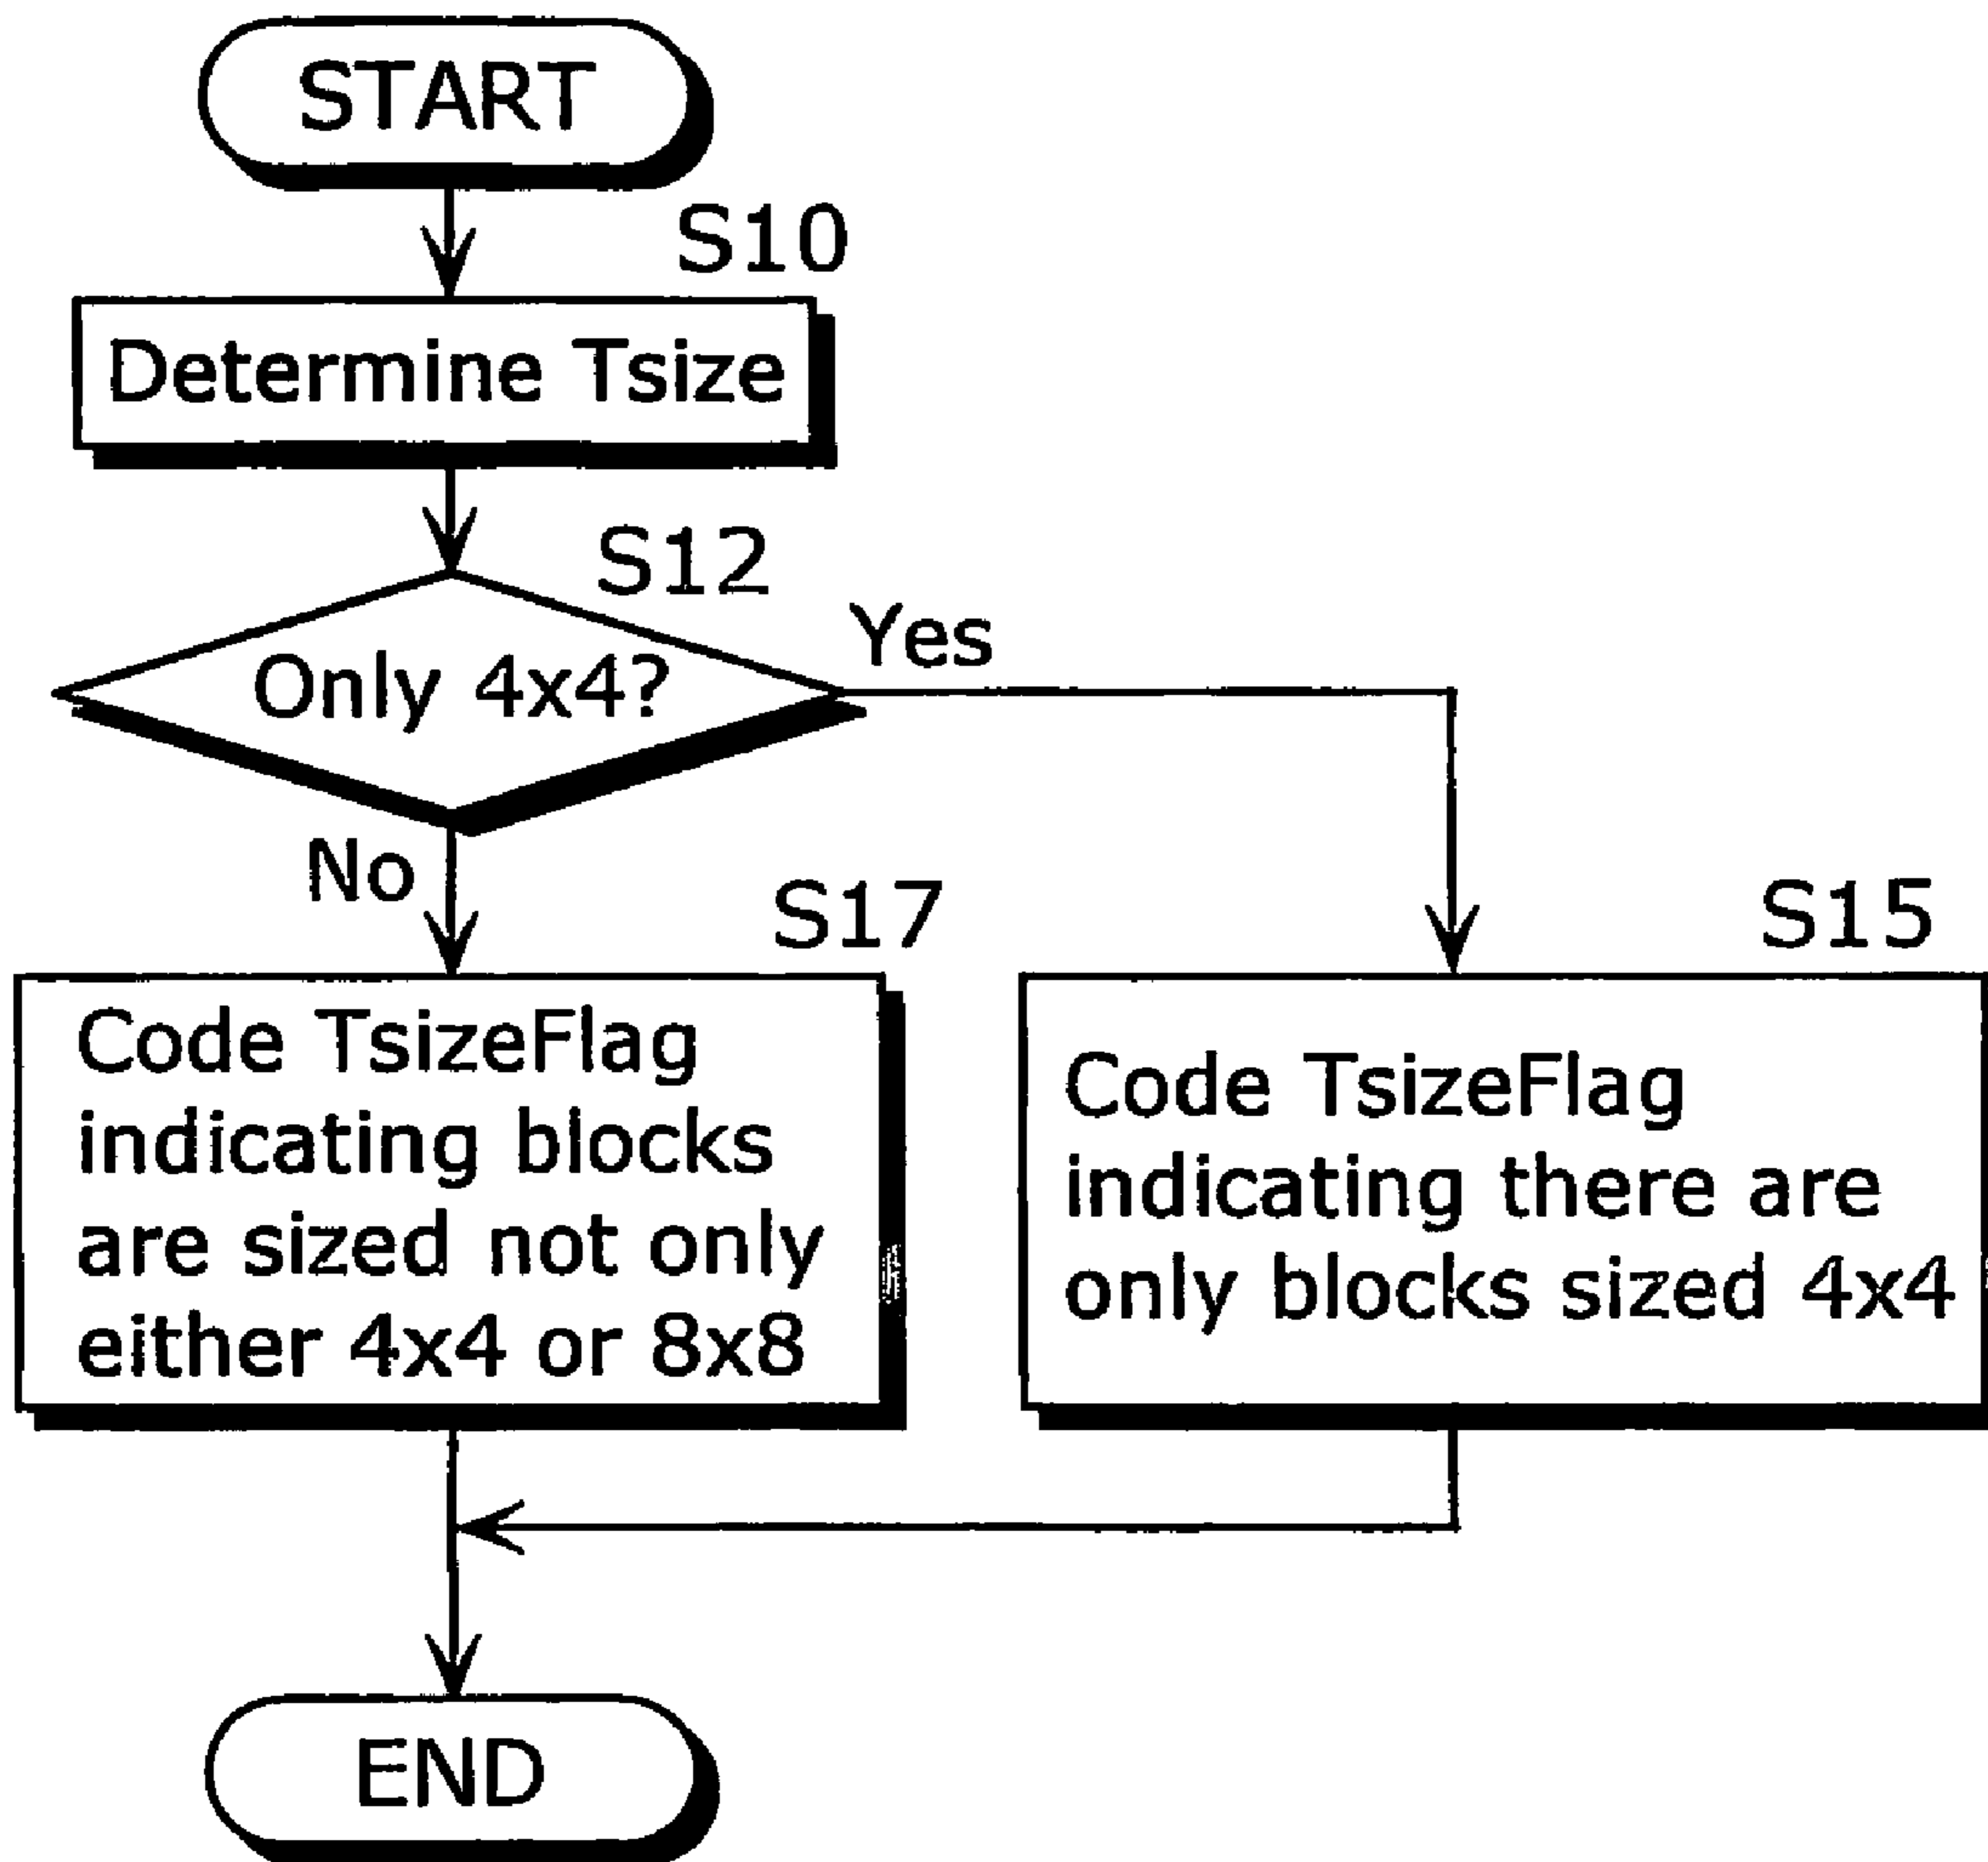 START
S10
Determine Tsize
S12
Only 4x4?
Yes
No
S17
Code TsizeFlag
indicating blocks
are sized not only
either 4x4 or 8x8
S15
Code TsizeFlag
indicating there are
only blocks sized 4x4
END